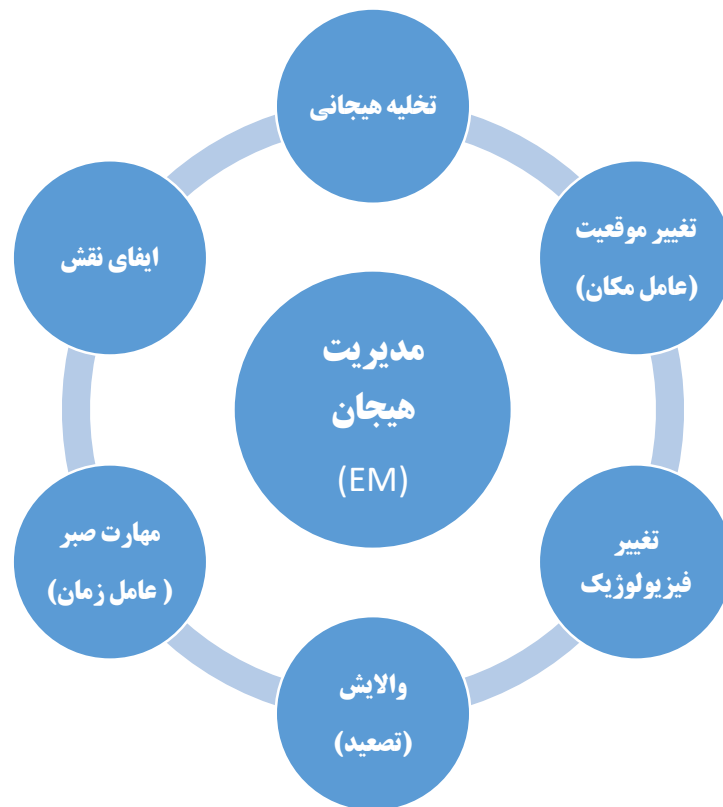 تخلیه هیجانی
تغییر موقعیت
(عامل مکان)
تغییر
فیزیولوژیک
والایش
(تصعید)
مهارت صبر
( عامل زمان)
ایفای نقش
مدیریت
هیجان
(EM)